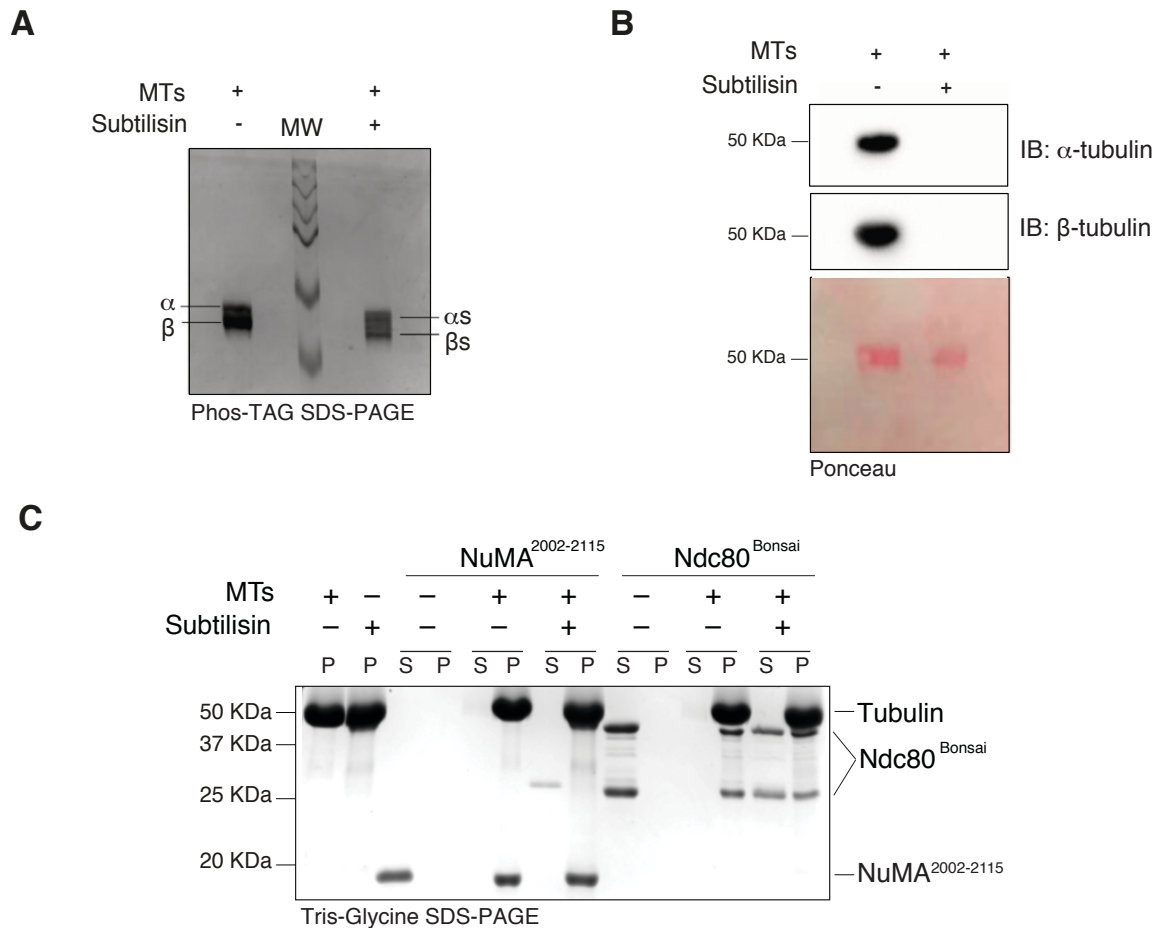 A
MTs + +
Subtilisin - MW +
α αs
β βs
Phos-TAG SDS-PAGE
B
MTs + +
Subtilisin - +
50 KDa IB: α-tubulin
50 KDa IB: β-tubulin
50 KDa
Ponceau
C
NuMA2002-2115 Ndc80Bonsai
MTs + − − + + − + +
Subtilisin − + − − + − − +
P P S P S P S P S P S P S P
50 KDa Tubulin
37 KDa
Ndc80Bonsai
25 KDa
20 KDa
NuMA2002-2115
Tris-Glycine SDS-PAGE